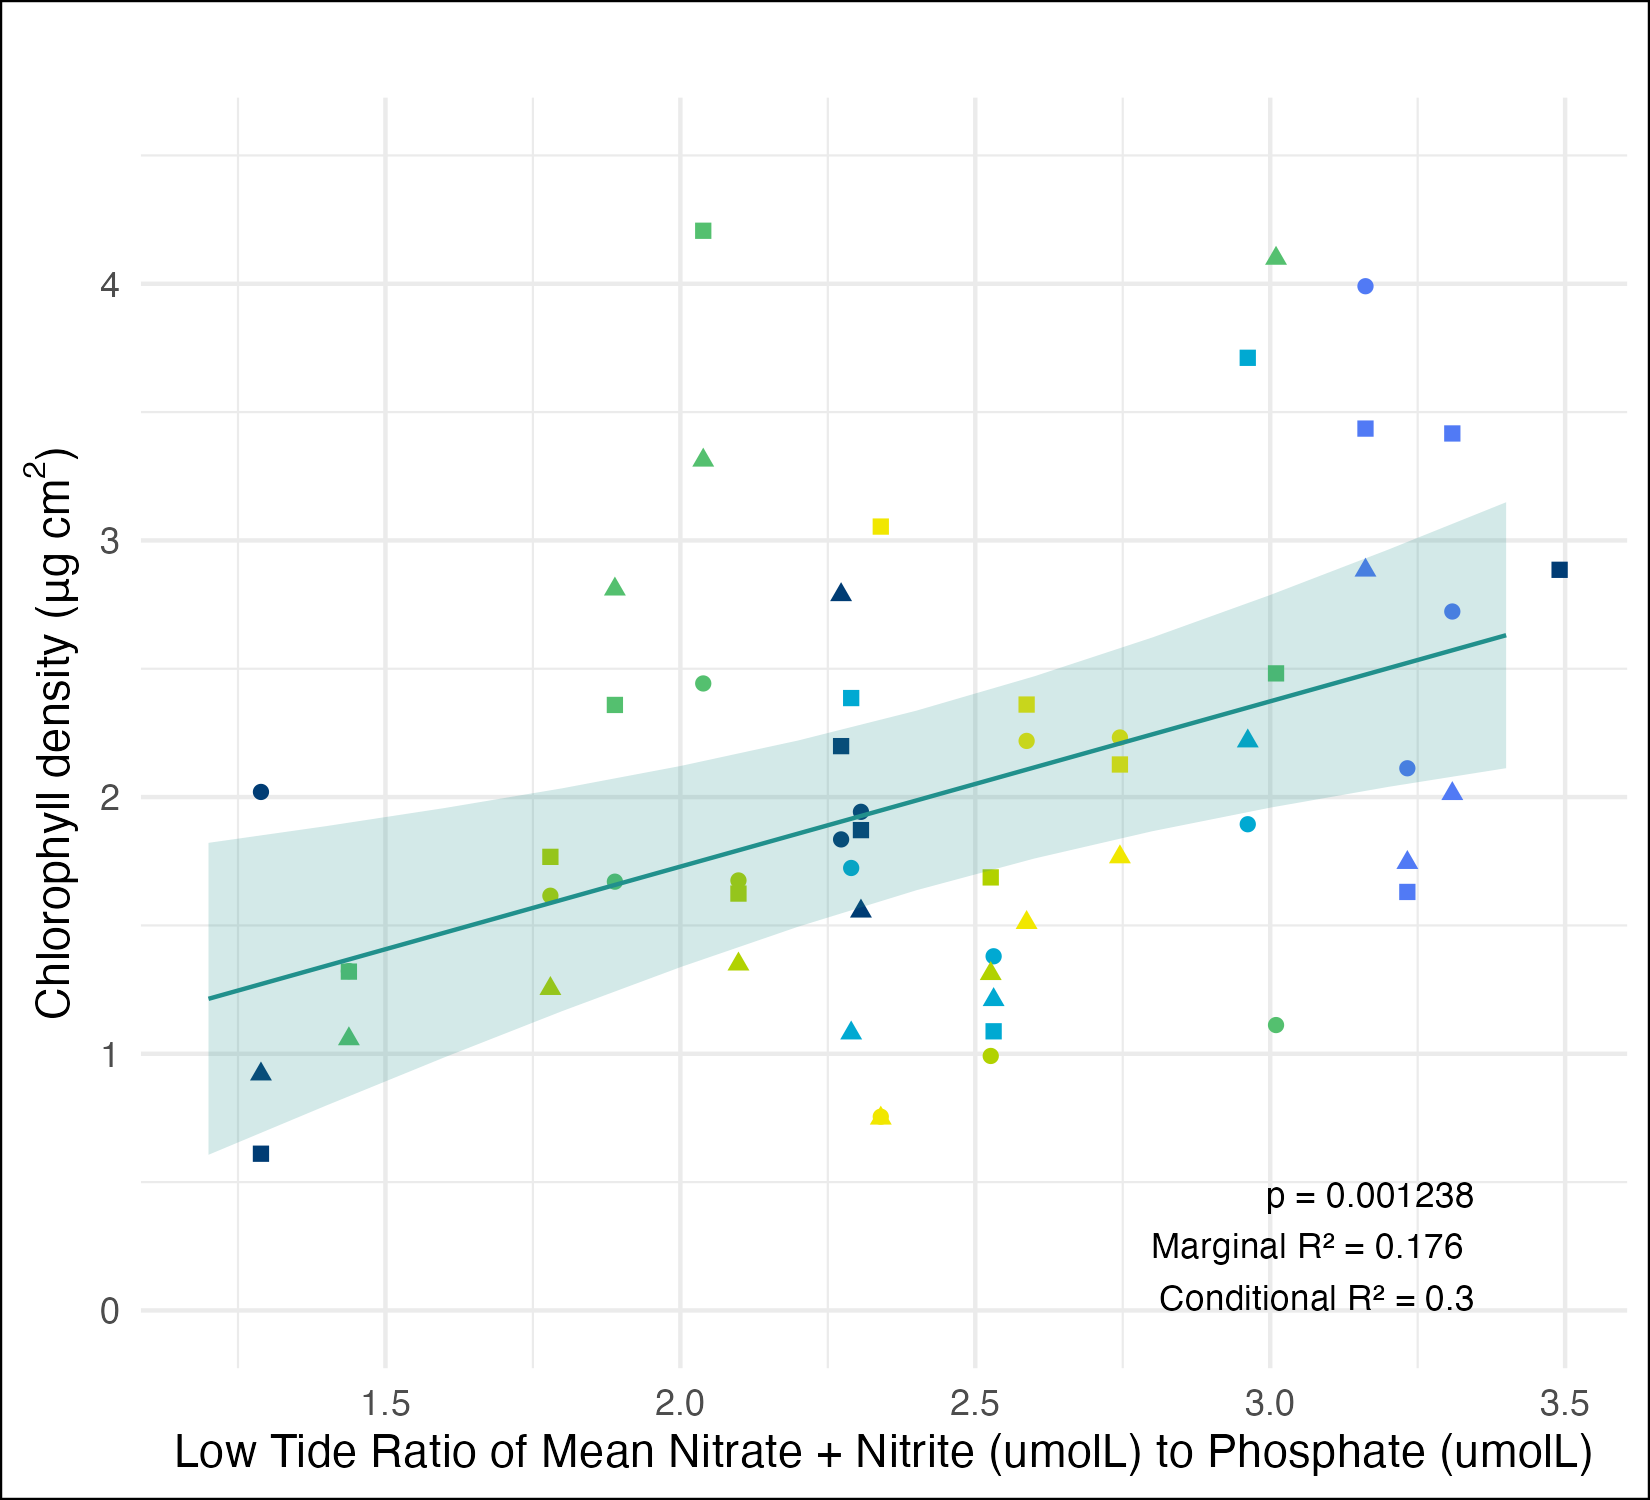 Chlorophyll density (µg cm²)
4
3
2
1
0
p = 0.001238
Marginal R² = 0.176
Conditional R² = 0.3
1.5 2.0 2.5 3.0 3.5
Low Tide Ratio of Mean Nitrate + Nitrite (umolL) to Phosphate (umolL)